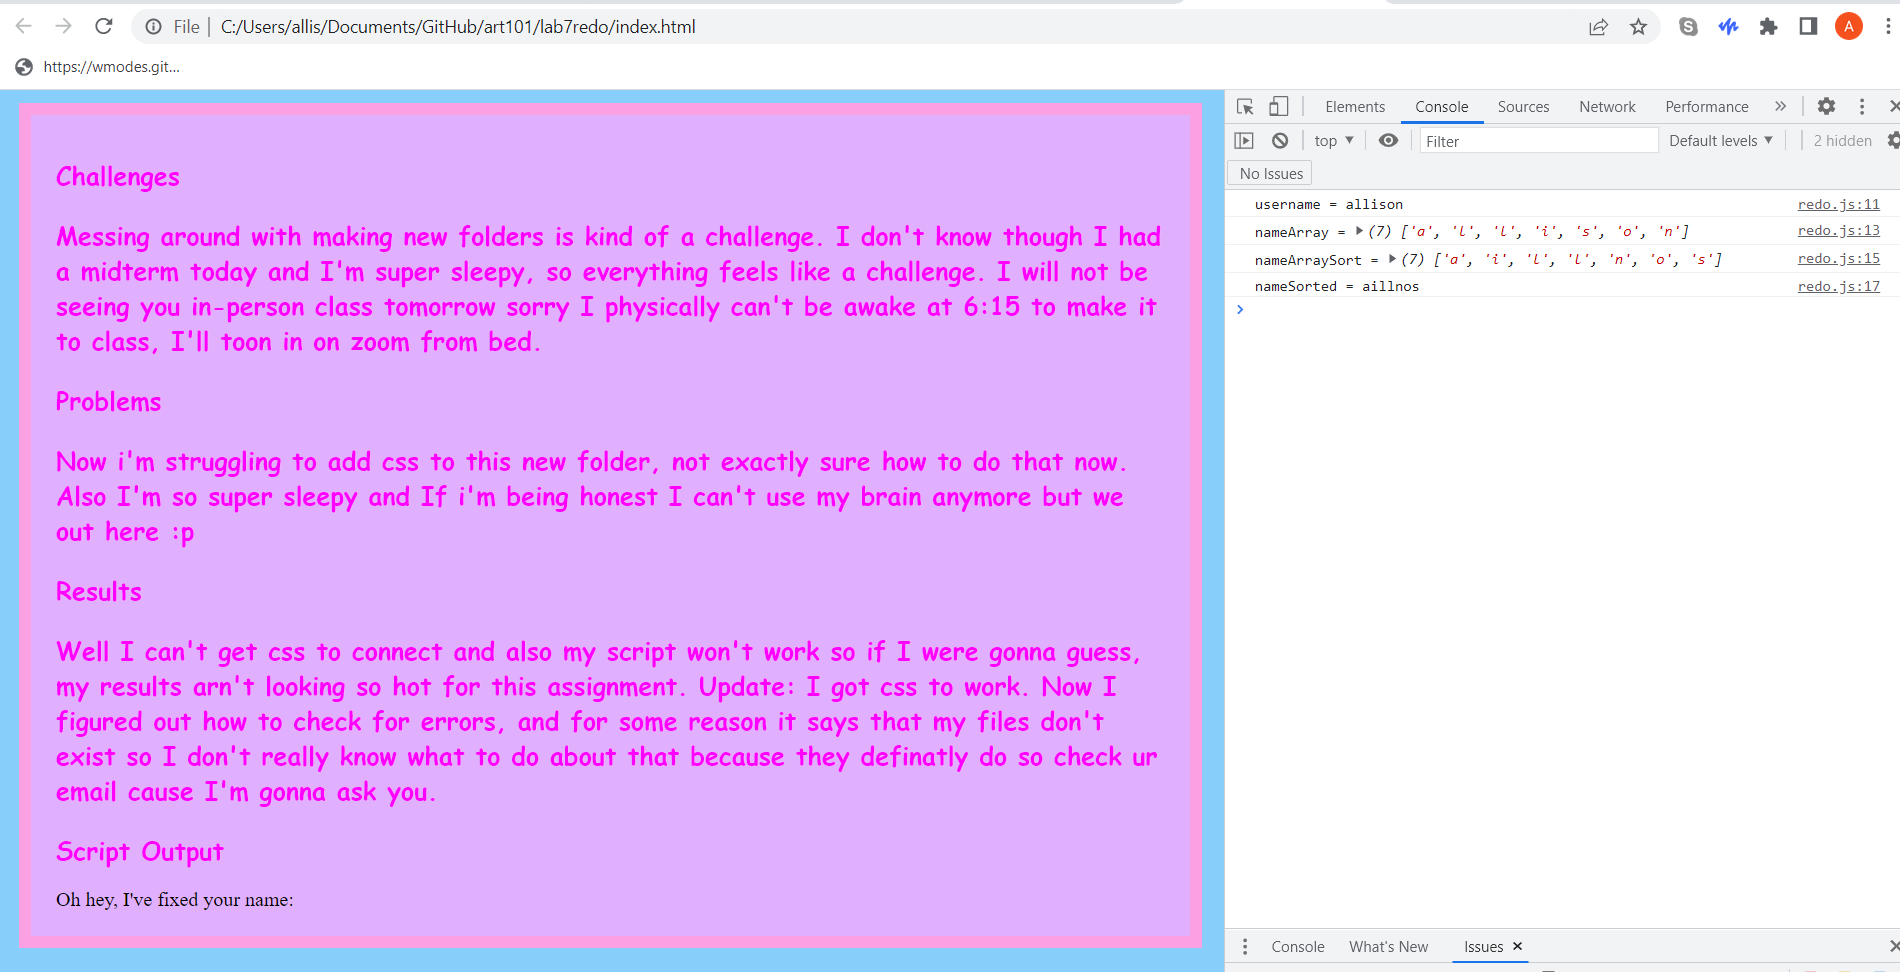 File | C:/Users/allis/Documents/GitHub/art101/lab7redo/index.html
A
https://wmodes.git...
Challenges
Messing around with making new folders is kind of a challenge. I don't know though I had
a midterm today and I'm super sleepy, so everything feels like a challenge. I will not be
seeing you in-person class tomorrow sorry I physically can't be awake at 6:15 to make it
to class, I'll toon in on zoom from bed.
Problems
Now i'm struggling to add css to this new folder, not exactly sure how to do that now.
Also I'm so super sleepy and If i'm being honest I can't use my brain anymore but we
out here :p
Results
Well I can't get css to connect and also my script won't work so if I were gonna guess,
my results arn't looking so hot for this assignment. Update: I got css to work. Now I
figured out how to check for errors, and for some reason it says that my files don't
exist so I don't really know what to do about that because they definatly do so check ur
email cause I'm gonna ask you.
Script Output
Oh hey, I've fixed your name:
Elements Console Sources Network Performance
top Filter Default levels 2 hidden
No Issues
username = allison redo.js:11
nameArray = (7) ['a', 'l', 'l', 'i', 's', 'o', 'n'] redo.js:13
nameArraySort = (7) ['a', 'i', 'l', 'l', 'n', 'o', 's'] redo.js:15
nameSorted = aillnos redo.js:17
Console What's New Issues